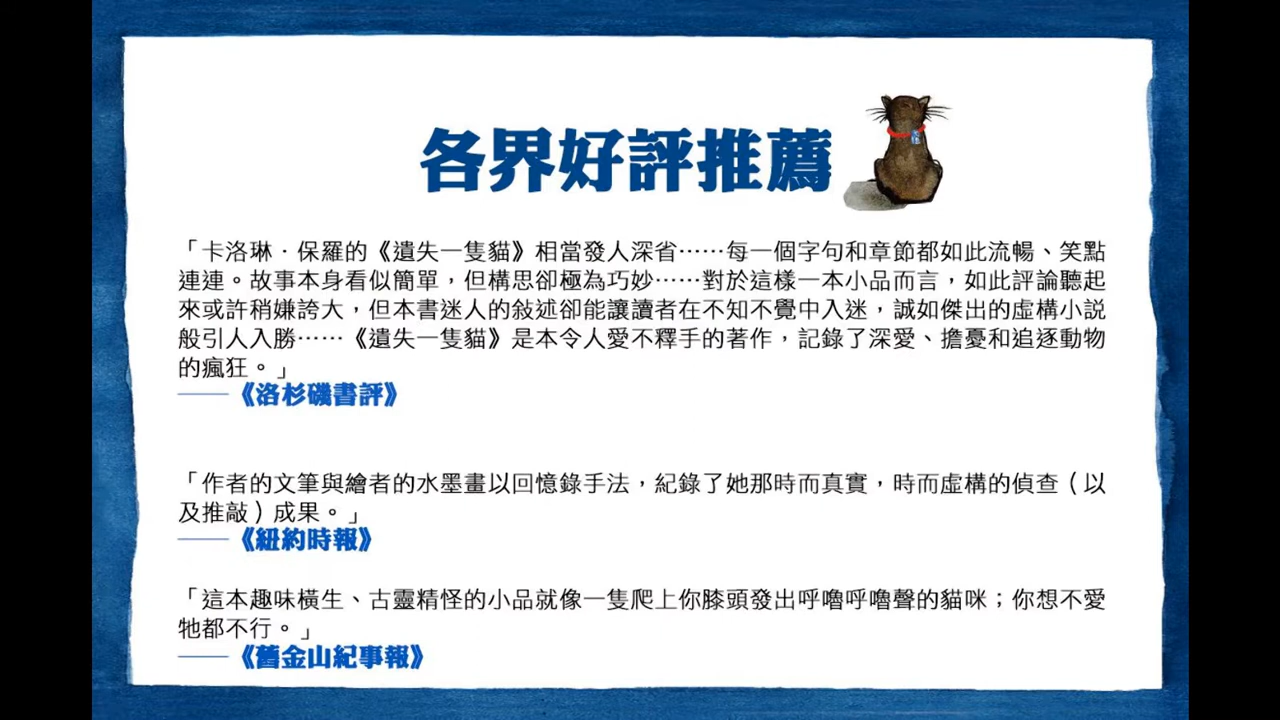 各界好評推薦
「卡洛琳．保羅的《遺失一隻貓》相當發人深省⋯⋯每一個字句和章節都如此流暢、笑點
連連。故事本身看似簡單，但構思卻極為巧妙⋯⋯對於這樣一本小品而言，如此評論聽起
來或許稍嫌誇大，但本書迷人的敍述卻能讓讀者在不知不覺中入迷，誠如傑出的虛構小說
般引人入勝⋯⋯《遺失一隻貓》是本令人愛不釋手的著作，記錄了深愛、擔憂和追逐動物
的瘋狂。」
——《洛杉磯書評》
「作者的文筆與繪者的水墨畫以回憶錄手法，紀錄了她那時而真實，時而虛構的偵查（以
及推敲）成果。」
——《紐約時報》
「這本趣味橫生、古靈精怪的小品就像一隻爬上你膝頭發出呼嚕呼嚕聲的貓咪；你想不愛
牠都不行。」
——《舊金山紀事報》